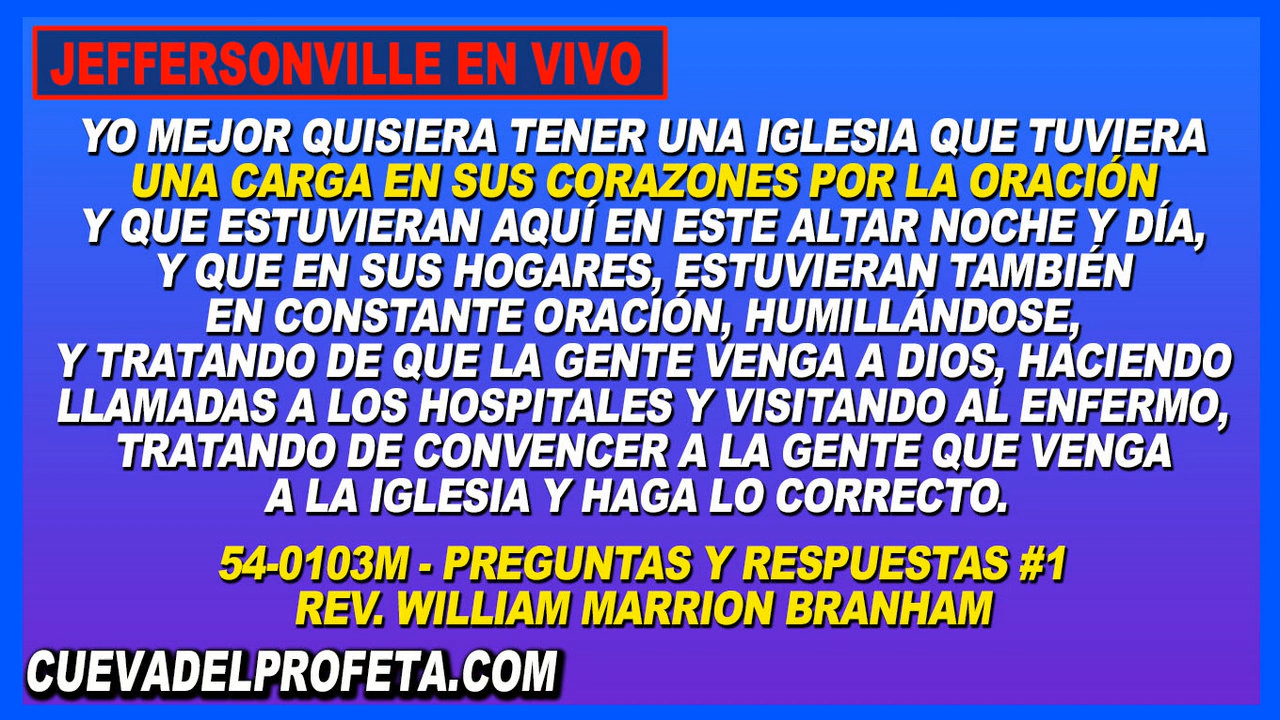 JEFFERSONVILLE EN VIVO
YO MEJOR QUISIERA TENER UNA IGLESIA QUE TUVIERA
UNA CARGA EN SUS CORAZONES POR LA ORACIÓN
Y QUE ESTUVIERAN AQUÍ EN ESTE ALTAR NOCHE Y DÍA,
Y QUE EN SUS HOGARES, ESTUVIERAN TAMBIÉN
EN CONSTANTE ORACIÓN, HUMILLÁNDOSE,
Y TRATANDO DE QUE LA GENTE VENGA A DIOS, HACIENDO
LLAMADAS A LOS HOSPITALES Y VISITANDO AL ENFERMO,
TRATANDO DE CONVENCER A LA GENTE QUE VENGA
A LA IGLESIA Y HAGA LO CORRECTO.
54-0103M - PREGUNTAS Y RESPUESTAS #1
REV. WILLIAM MARRION BRANHAM
CUEVADELPROFETA.COM